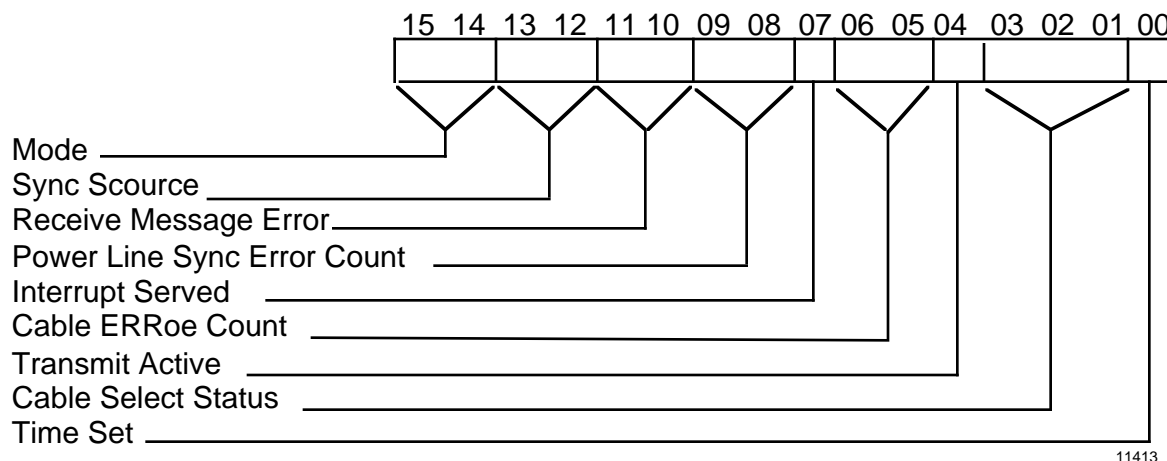 15 14 13 12 11 10 09 08 07 06 05 04 03 02 01 00
Mode
Sync Scource
Receive Message Error
Power Line Sync Error Count
Interrupt Served
Cable ERRoe Count
Transmit Active
Cable Select Status
Time Set
11413